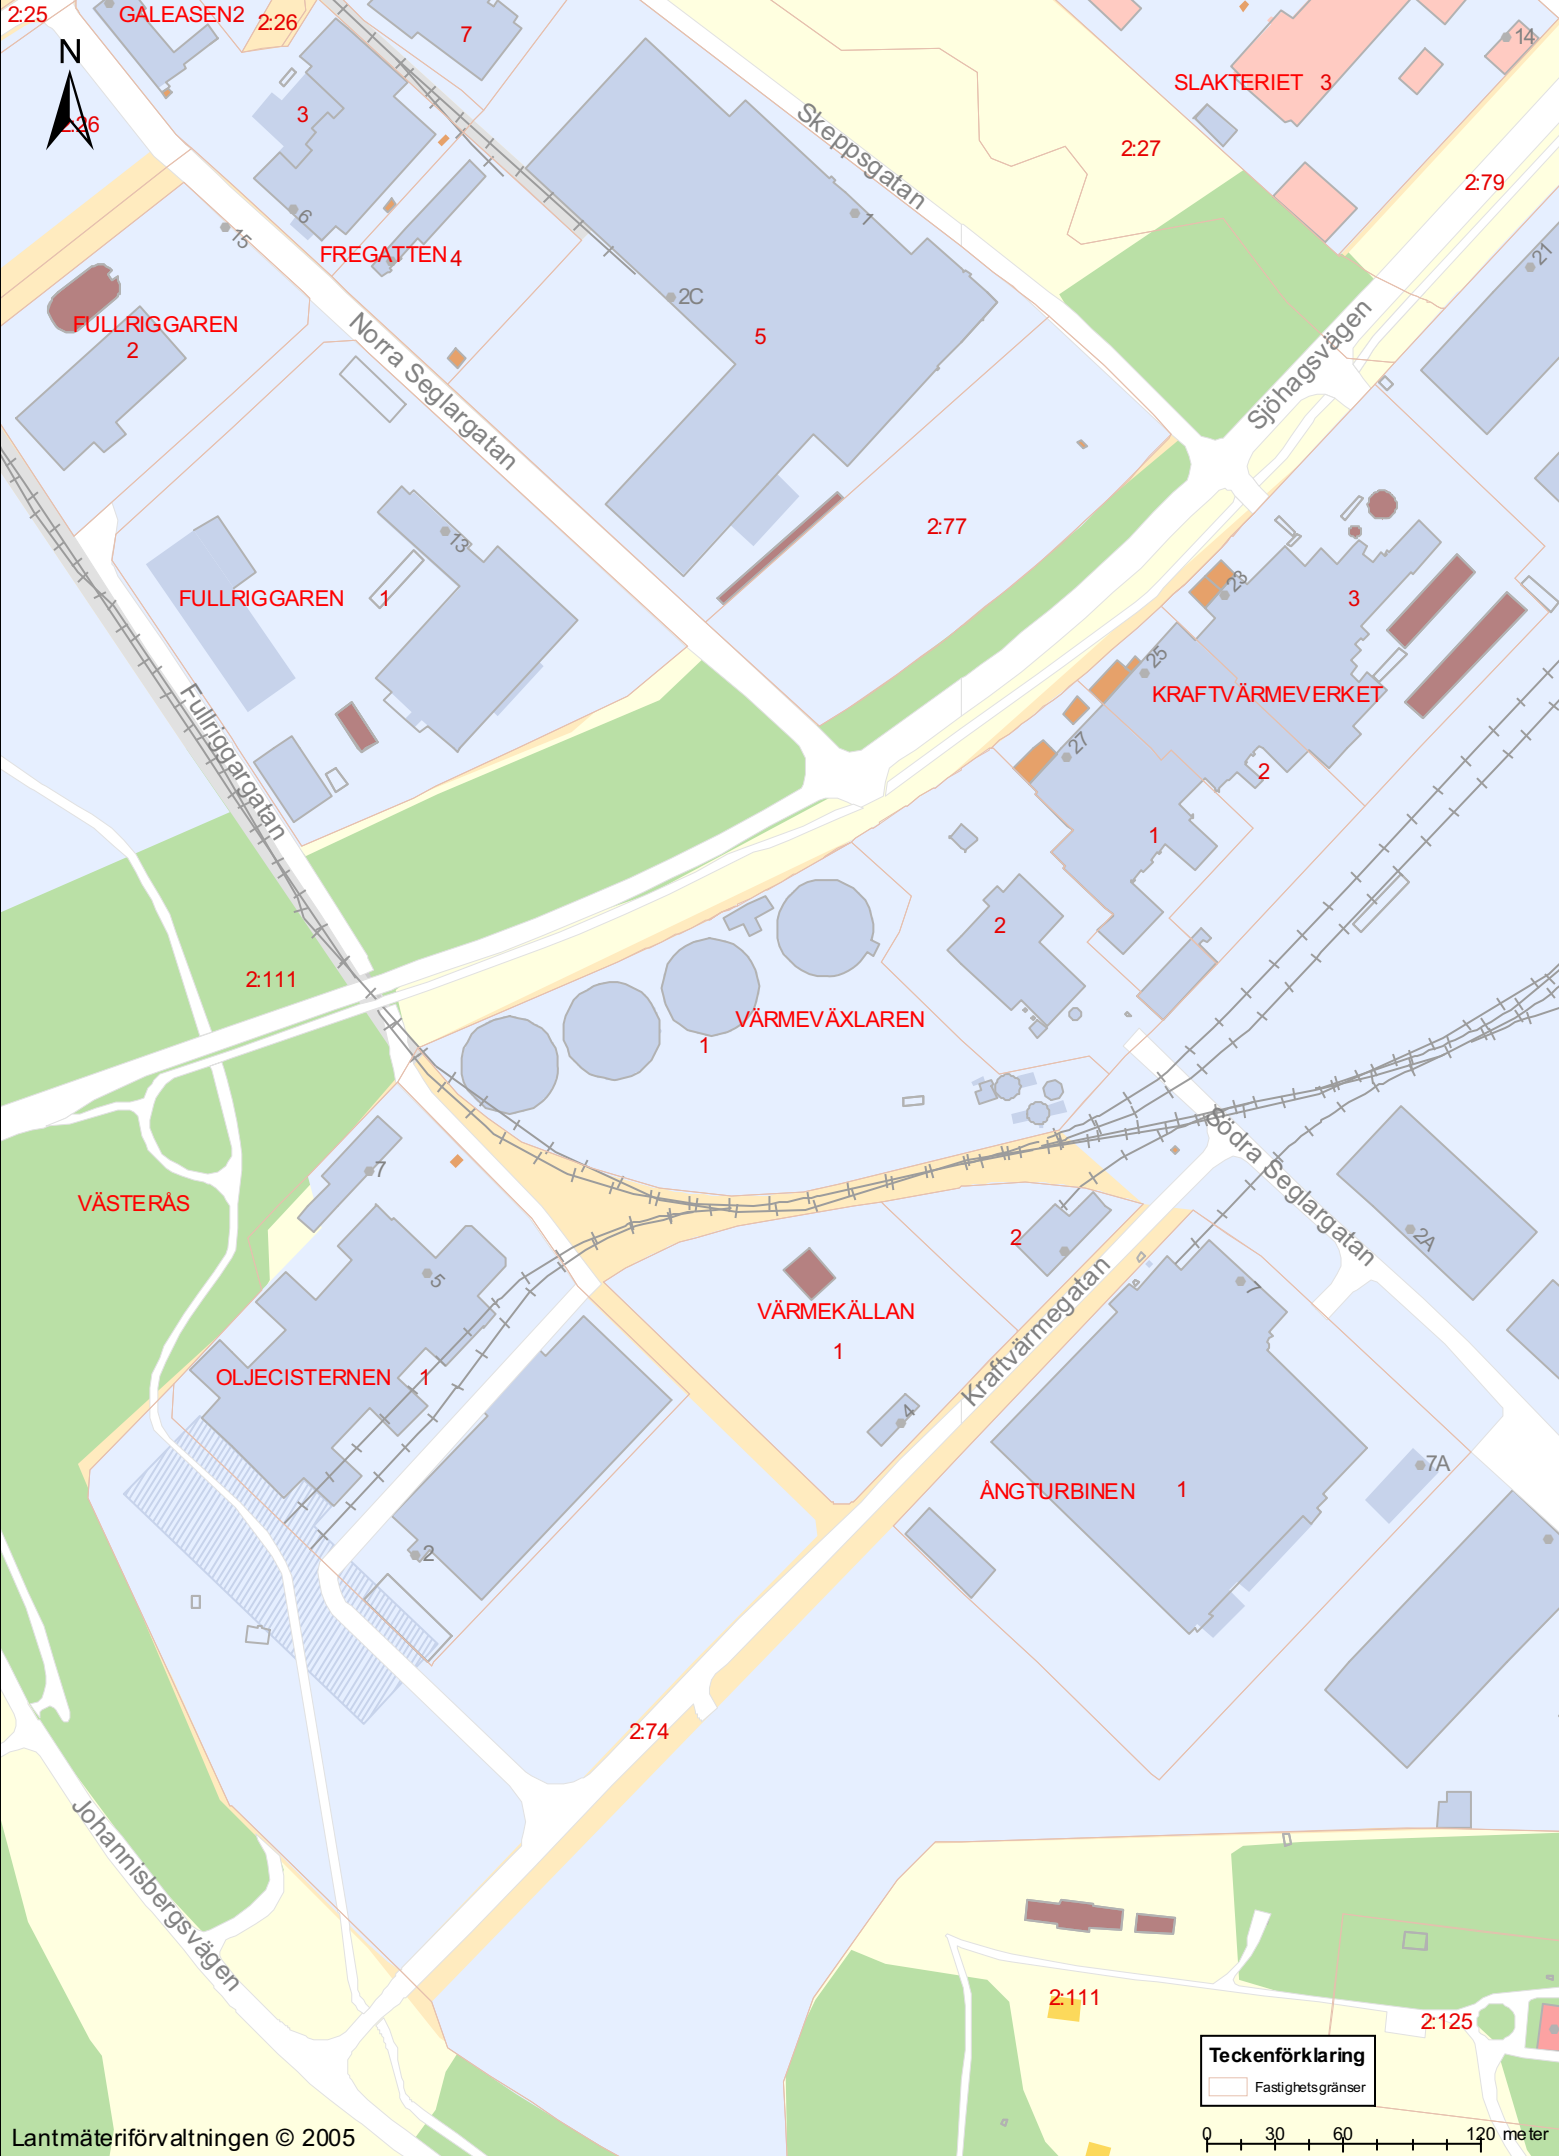 2:25
GALEASEN2
2:26
7
14
N
SLAKTERIET 3
3
2:26
Skeppsgatan
2:27
2:79
6
1
15
FREGATTEN 4
21
2C
FULLRIGGAREN
2
5
Norra Seglargatan
Sjöhagsvägen
2:77
13
23
FULLRIGGAREN 1
3
25
KRAFTVÄRMEVERKET
Fullriggargatan
27
2
1
2
2:111
VÄRMEVÄXLAREN
1
Södra Seglargatan
7
VÄSTERÅS
2
2A
5
7
Kraftvärmegatan
VÄRMEKÄLLAN
1
OLJECISTERNEN 1
4
7A
ÅNGTURBINEN 1
2
2:74
Johannisbergsvägen
2:111
2:125
Teckenförklaring
Fastighetsgränser
Lantmäteriförvaltningen © 2005
0 30 60 120 meter